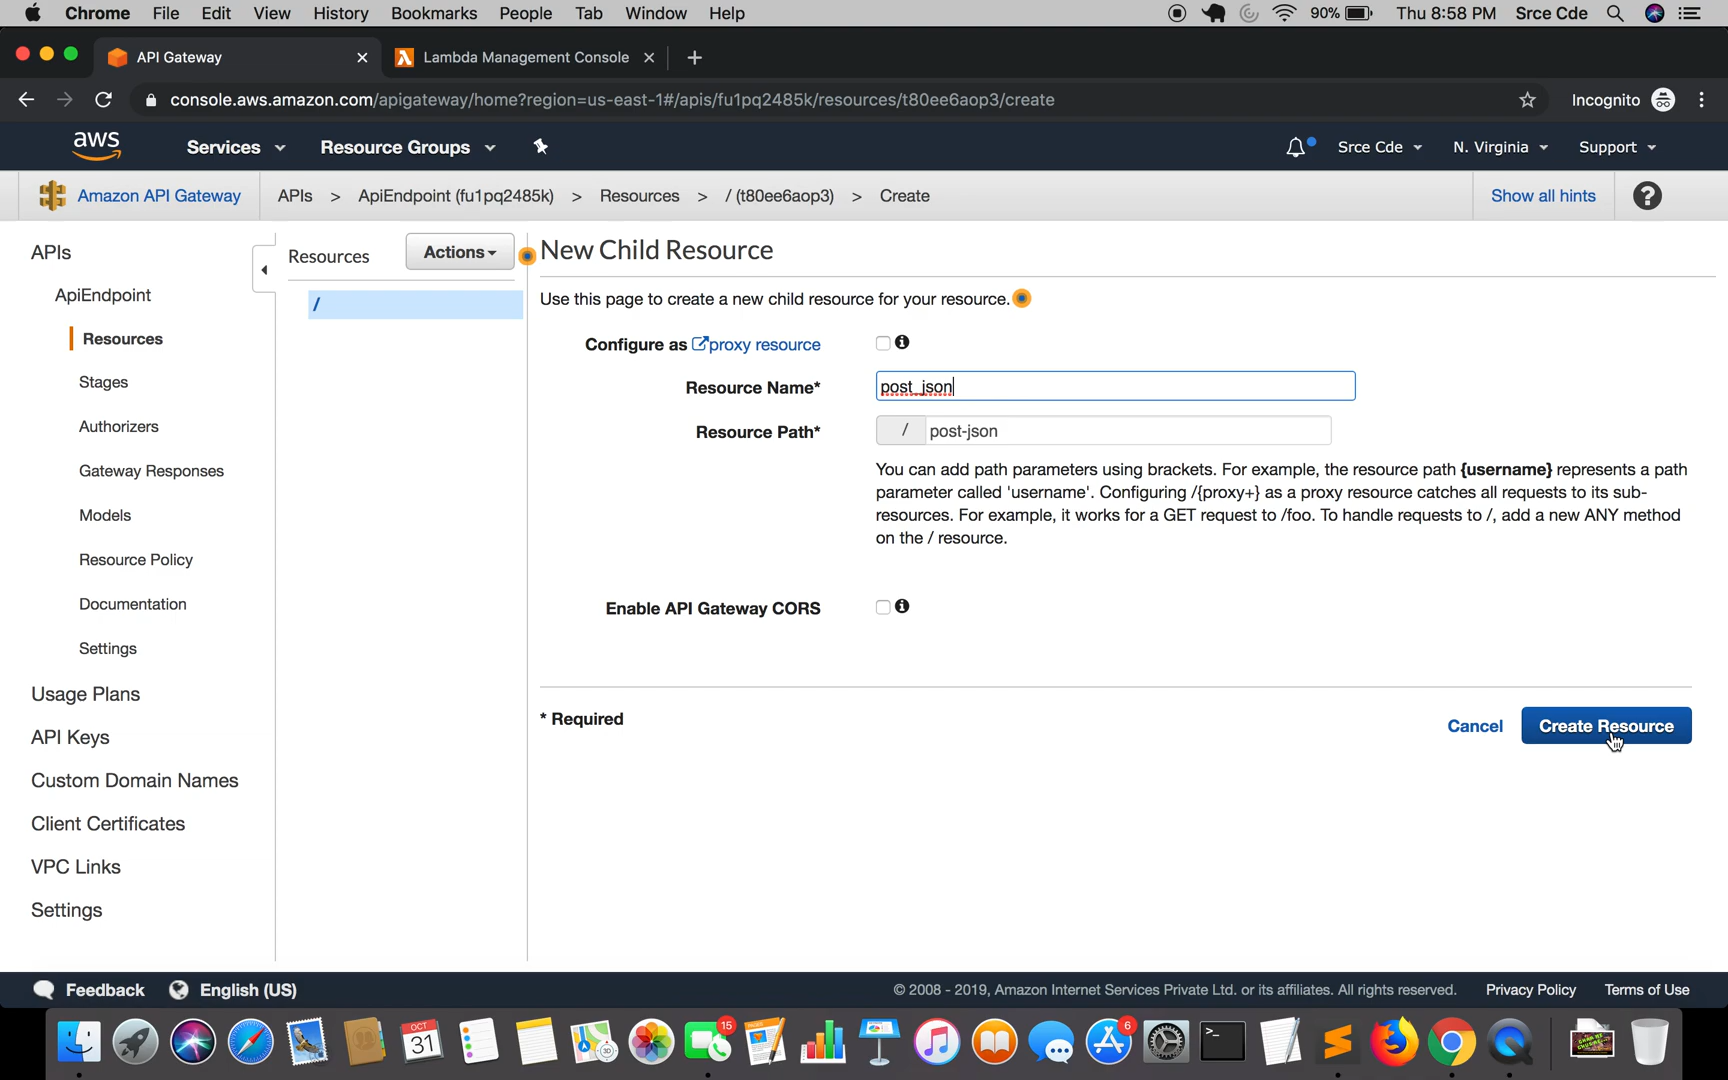 Chrome File Edit View History Bookmarks People Tab Window Help 90% Thu 8:58 PM Srce Cde
API Gateway Lambda Management Console
console.aws.amazon.com/apigateway/home?region=us-east-1#/apis/fu1pq2485k/resources/t80ee6aop3/create Incognito
aws Services Resource Groups Srce Cde N. Virginia Support
Amazon API Gateway APIs > ApiEndpoint (fu1pq2485k) > Resources > / (t80ee6aop3) > Create Show all hints ?
APIs
ApiEndpoint
Resources
Stages
Authorizers
Gateway Responses
Models
Resource Policy
Documentation
Settings
Usage Plans
API Keys
Custom Domain Names
Client Certificates
VPC Links
Settings
Resources Actions
/
New Child Resource
Use this page to create a new child resource for your resource.
Configure as proxy resource
Resource Name* post_json
Resource Path* / post-json
You can add path parameters using brackets. For example, the resource path {username} represents a path
parameter called 'username'. Configuring /{proxy+} as a proxy resource catches all requests to its sub-
resources. For example, it works for a GET request to /foo. To handle requests to /, add a new ANY method
on the / resource.
Enable API Gateway CORS
* Required
Cancel Create Resource
Feedback English (US) © 2008 - 2019, Amazon Internet Services Private Ltd. or its affiliates. All rights reserved. Privacy Policy Terms of Use
OCT
31
15
PAGES
6